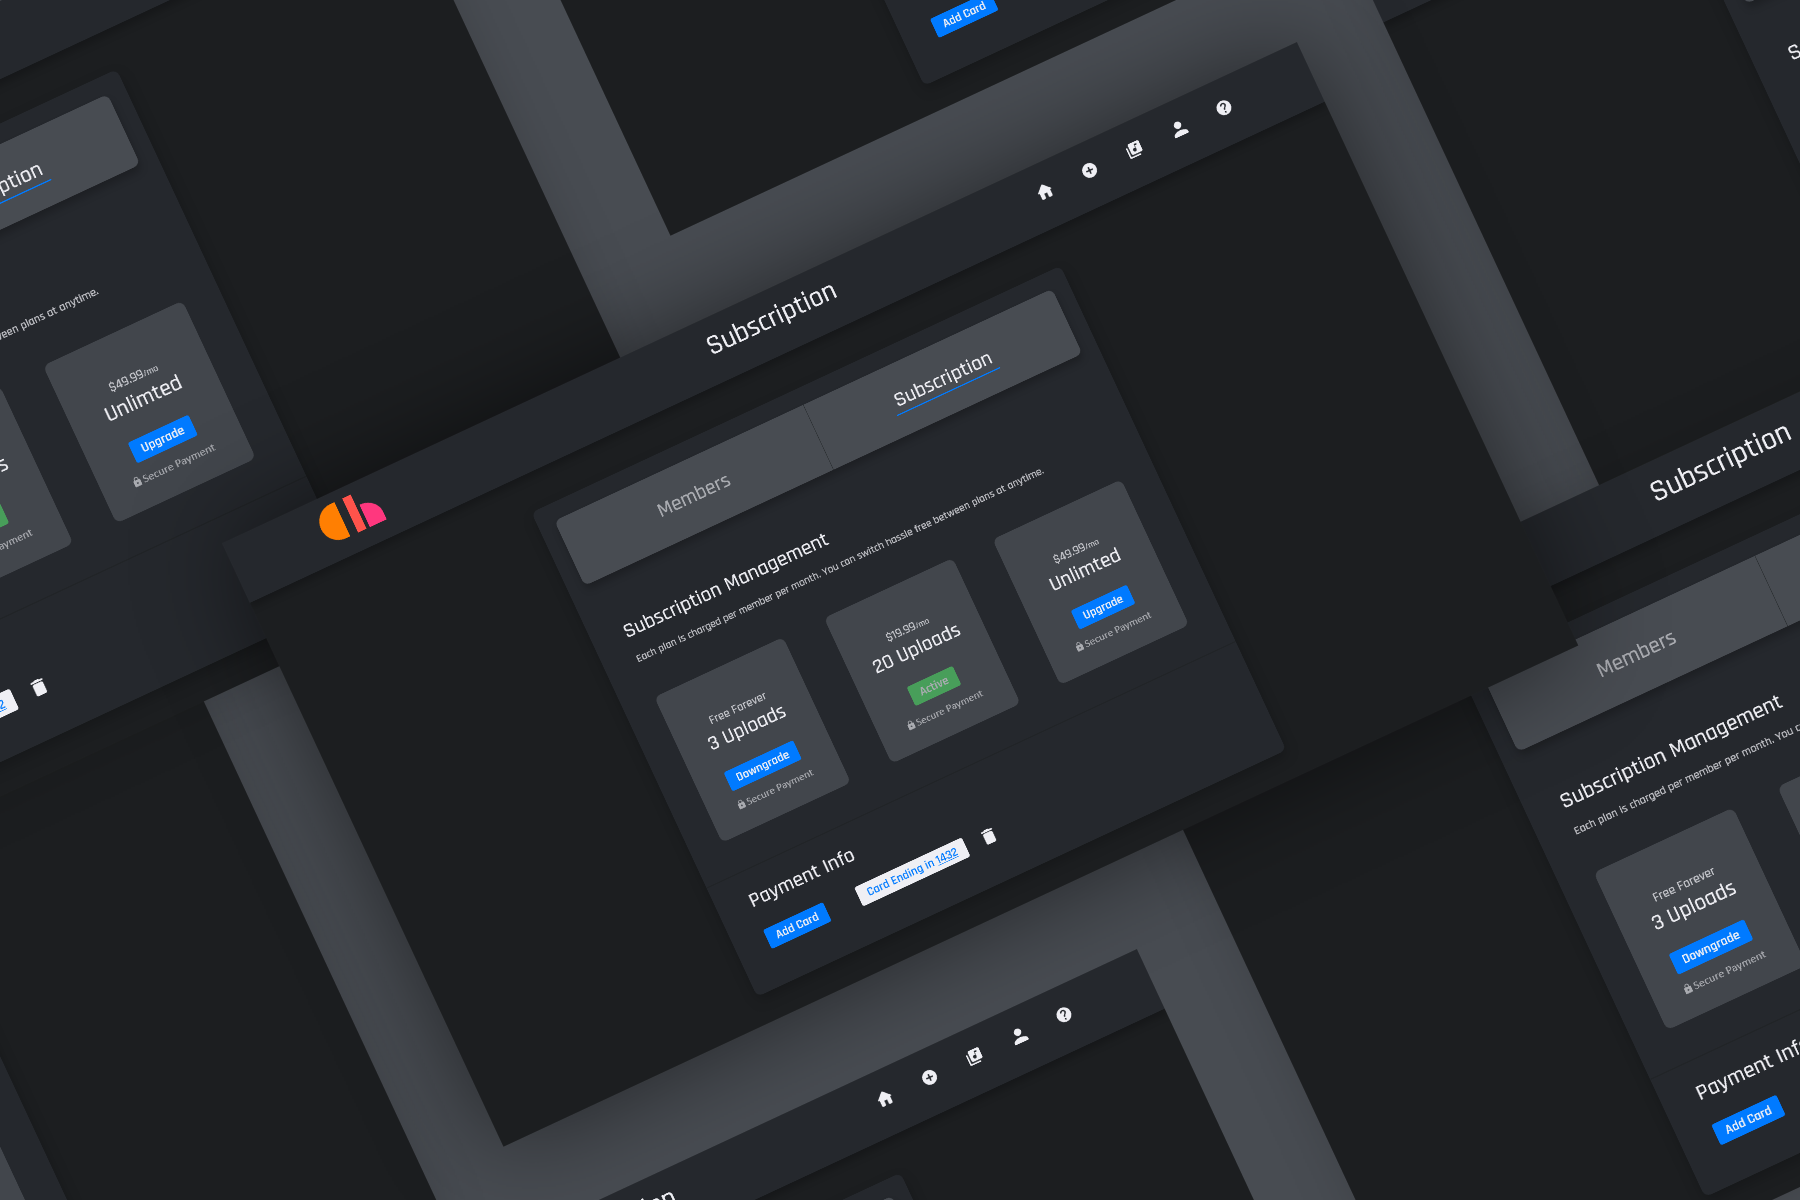 Add Card
Subscription
Members
Subscription
Subscription Management
Each plan is charged per member per month. You can switch hassle free between plans at anytime.
Free Forever
3 Uploads
Downgrade
Secure Payment
$19.99/mo
20 Uploads
Active
Secure Payment
$49.99/mo
Unlimted
Upgrade
Secure Payment
Payment Info
Add Card
Card Ending in 1432
ption
een plans at anytime.
$49.99/mo
Unlimted
Upgrade
Secure Payment
s
ayment
2
Subscription
Members
Subscription Management
Each plan is charged per member per month. You c
Free Forever
3 Uploads
Downgrade
Secure Payment
Payment Inf
Add Card
S
on